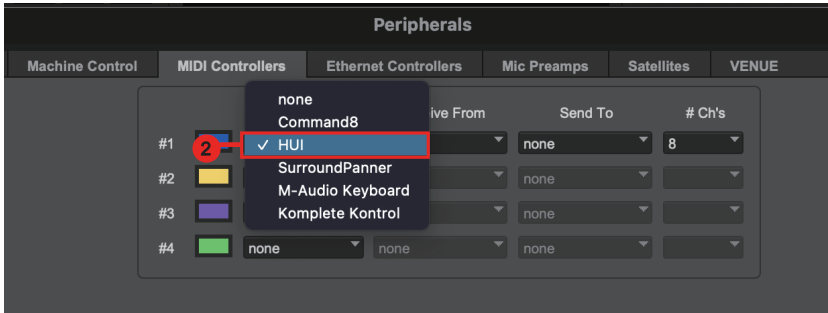 Peripherals
Machine Control MIDI Controllers Ethernet Controllers Mic Preamps Satellites VENUE
ive From Send To # Ch's
none
Command8
#1 2 ✓ HUI none 8
SurroundPanner
#2 none
M-Audio Keyboard
Komplete Kontrol
#3 none
#4 none none none